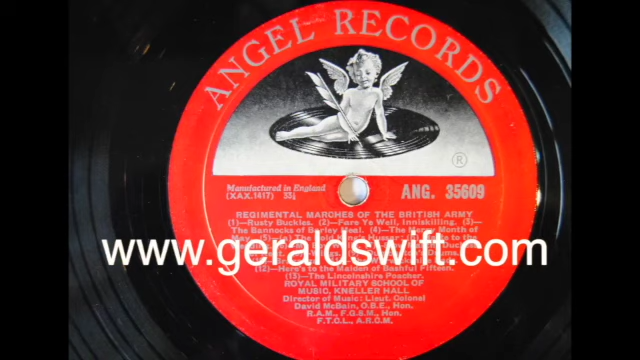 ANGEL RECORDS
®
Manufactured in England
(XAX.1417) 33⅓
ANG. 35609
REGIMENTAL MARCHES OF THE BRITISH ARMY
(1)—Rusty Buckles. (2)—Fare Ye Well, Inniskilling. (3)—
The Bannocks of Barley Meal. (4)—The Merry Month of
May. (5)
www.geraldswift.com
(12)—Here's to the Maiden of Bashful Fifteen.
(13)—The Lincolnshire Poacher.
ROYAL MILITARY SCHOOL OF
MUSIC, KNELLER HALL
Director of Music: Lieut. Colonel
David McBain, O.B.E., Hon.
R.A.M., F.G.S.M., Hon.
F.T.C.L., A.R.C.M.